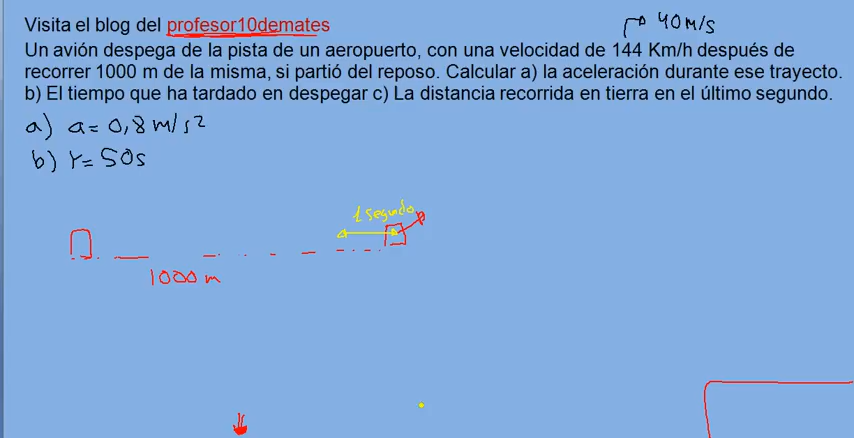 Visita el blog del profesor10demates
40 m/s
Un avión despega de la pista de un aeropuerto, con una velocidad de 144 Km/h después de
recorrer 1000 m de la misma, si partió del reposo. Calcular a) la aceleración durante ese trayecto.
b) El tiempo que ha tardado en despegar c) La distancia recorrida en tierra en el último segundo.
a) a = 0,8 m/s²
b) t = 50s
1 segundo
1000 m